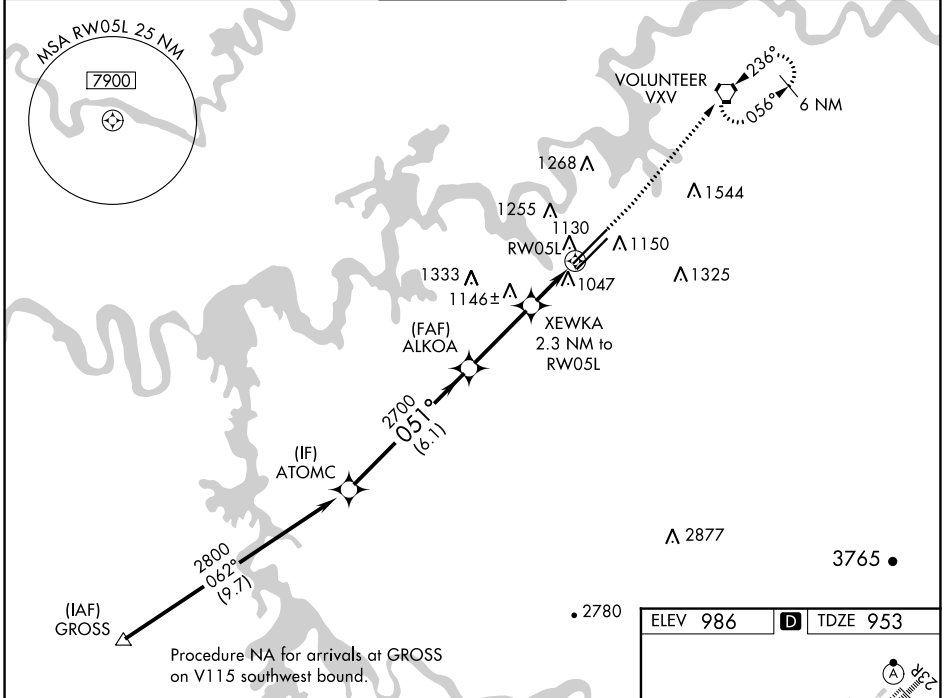 MSA RW05L 25 NM
7900
VOLUNTEER
VXV
236°
056°
6 NM
1268
1544
1255
1130
RW05L
1150
1333
1047
1325
1146±
(FAF)
ALKOA
XEWKA
2.3 NM to
RW05L
2700
051°
(6.1)
(IF)
ATOMC
2877
2800
062°
(9.7)
3765
(IAF)
GROSS
2780
Procedure NA for arrivals at GROSS
on V115 southwest bound.
ELEV 986 D TDZE 953
A
23R